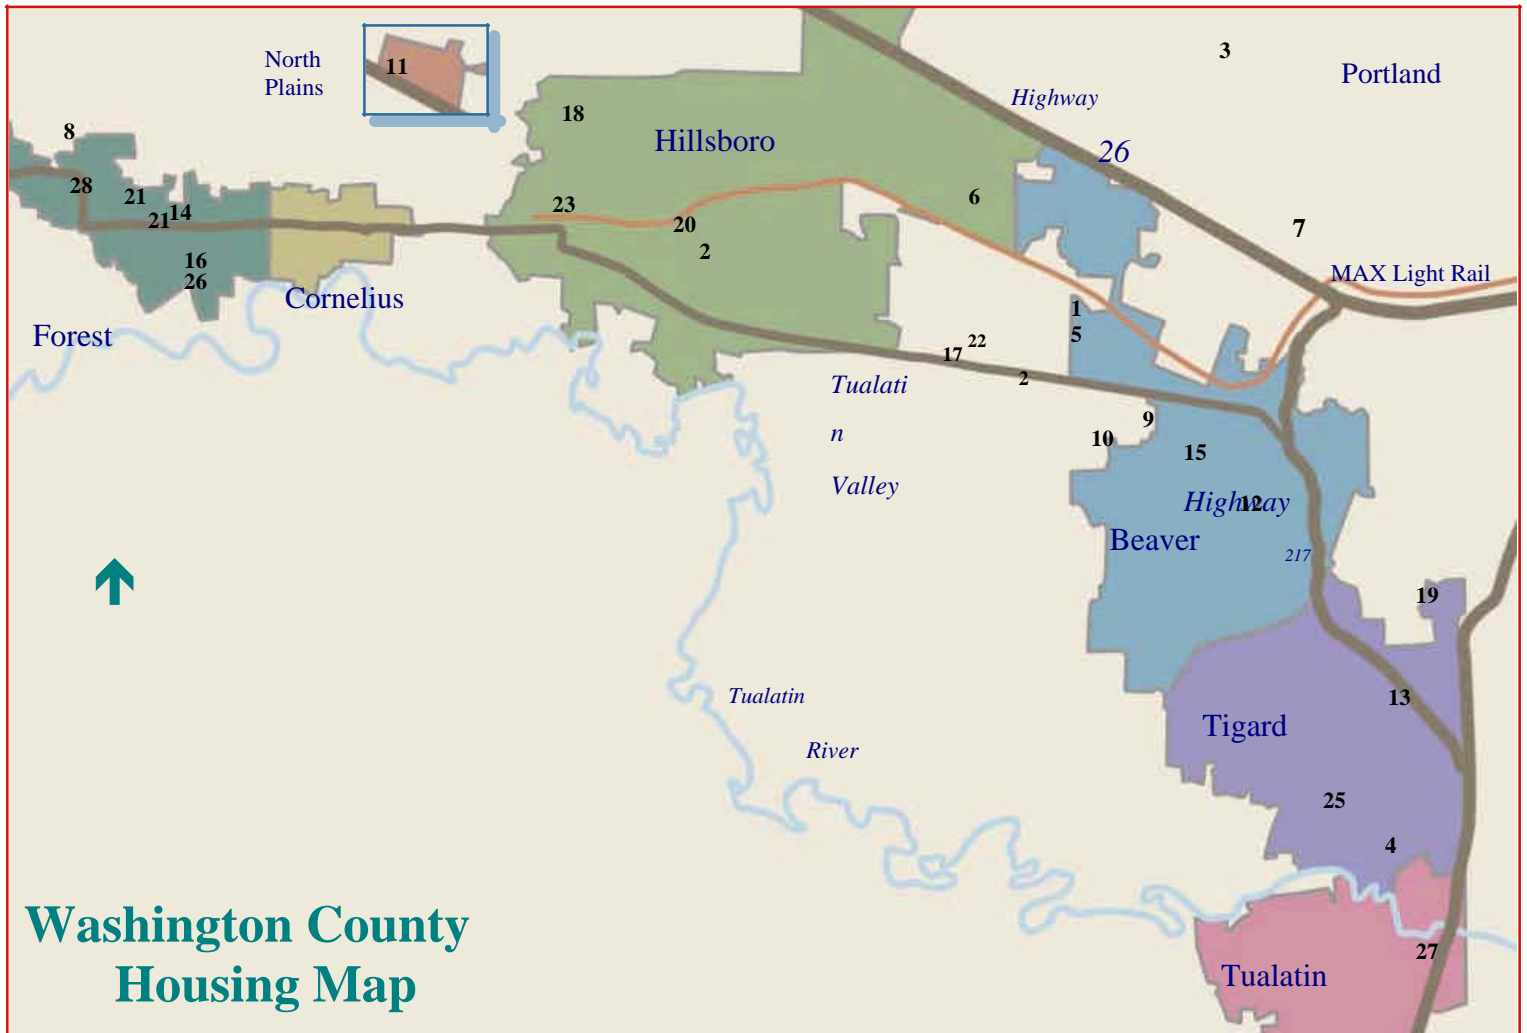 3
North
Plains
11
Portland
Highway
18
8
Hillsboro
26
28
21
23
6
21
14
20
7
2
16
26
MAX Light Rail
Cornelius
1
5
Forest
22
17
2
Tualati
n
Valley
9
10
15
Highway
12
Beaver
217
19
Tualatin
River
13
Tigard
25
4
Washington County
Housing Map
27
Tualatin